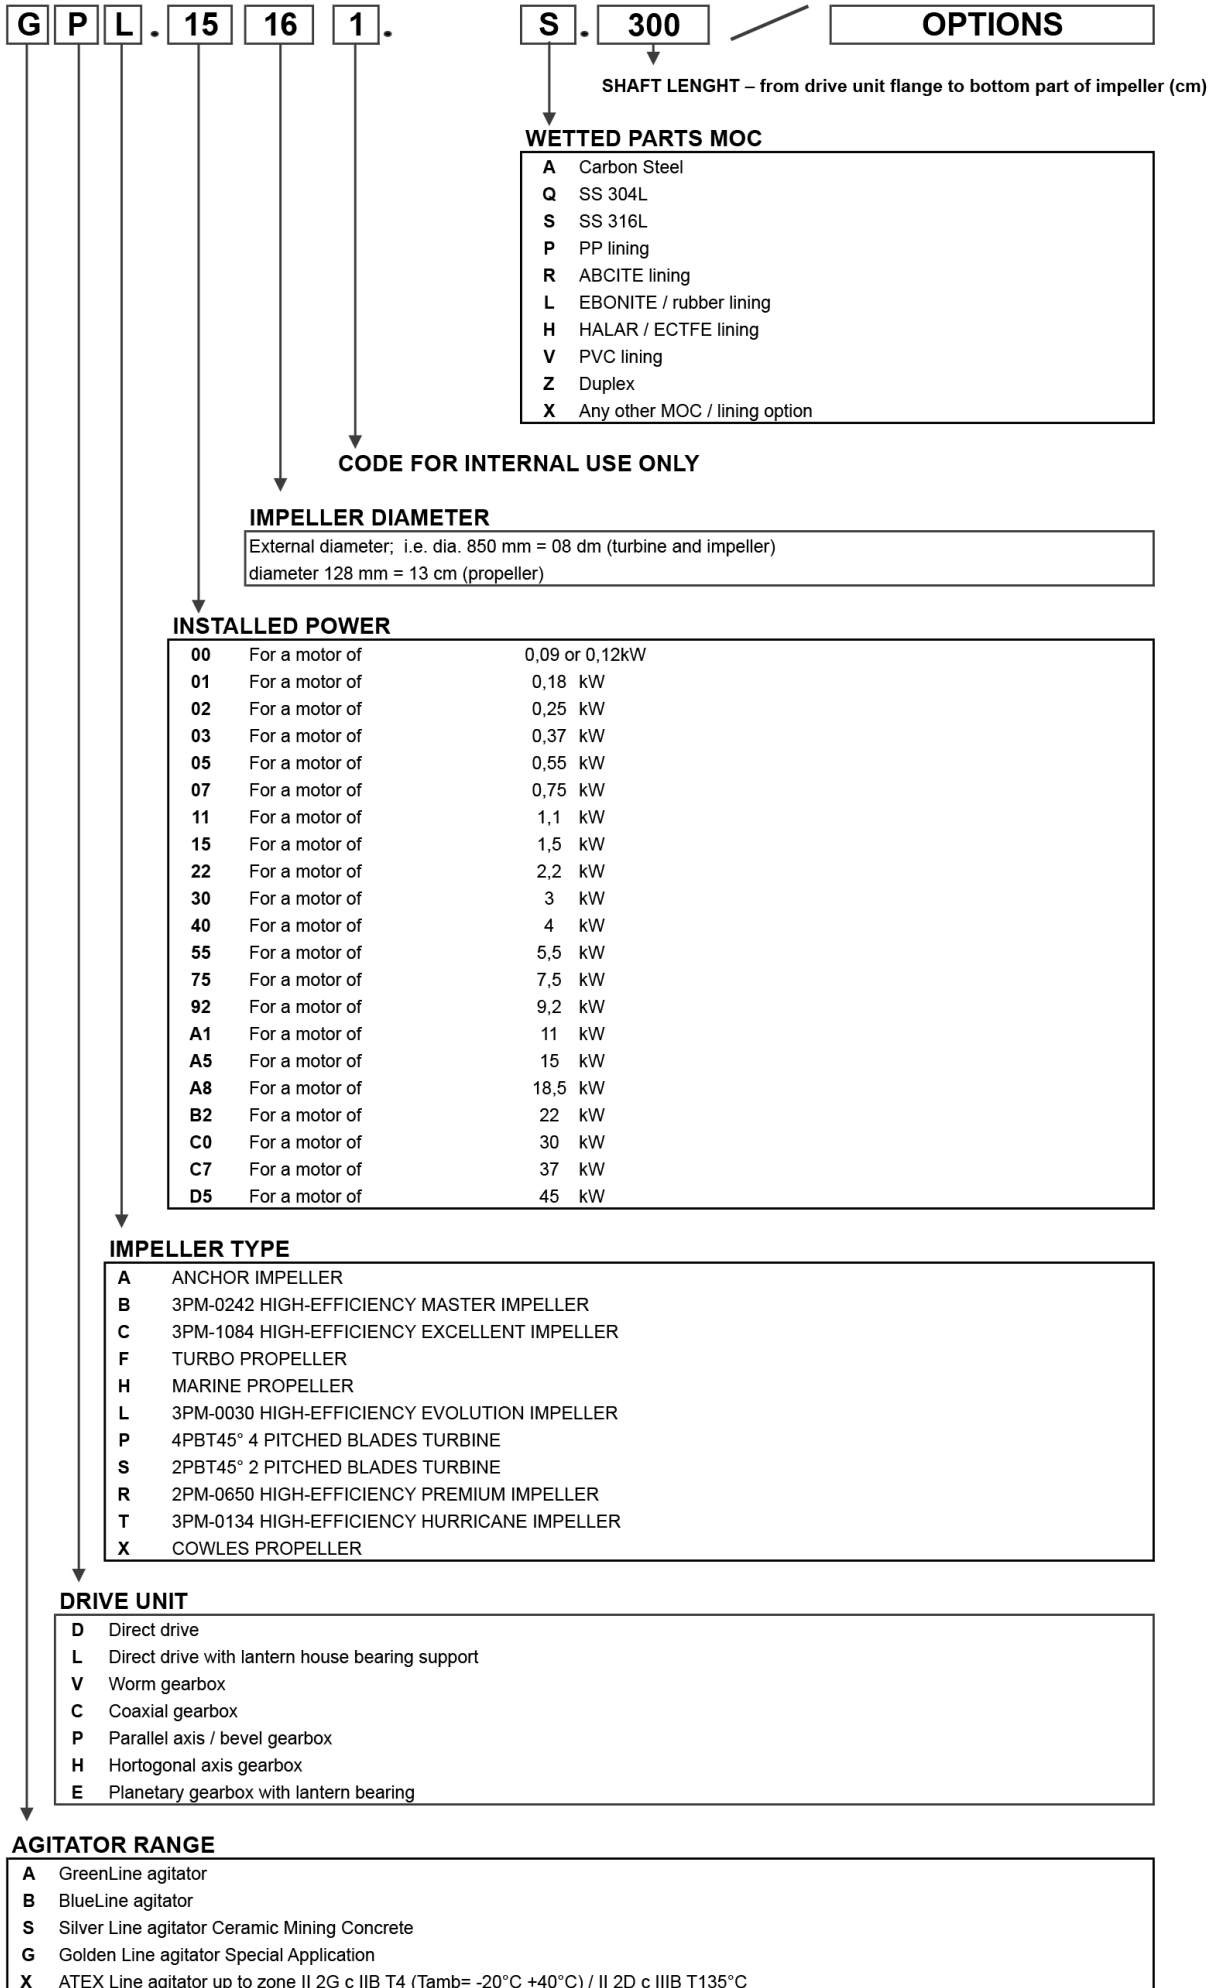 G P L . 15 16 1 . S . 300 / OPTIONS
SHAFT LENGHT – from drive unit flange to bottom part of impeller (cm)
WETTED PARTS MOC
A Carbon Steel
Q SS 304L
S SS 316L
P PP lining
R ABCITE lining
L EBONITE / rubber lining
H HALAR / ECTFE lining
V PVC lining
Z Duplex
X Any other MOC / lining option
CODE FOR INTERNAL USE ONLY
IMPELLER DIAMETER
External diameter; i.e. dia. 850 mm = 08 dm (turbine and impeller)
diameter 128 mm = 13 cm (propeller)
INSTALLED POWER
00 For a motor of 0,09 or 0,12kW
01 For a motor of 0,18 kW
02 For a motor of 0,25 kW
03 For a motor of 0,37 kW
05 For a motor of 0,55 kW
07 For a motor of 0,75 kW
11 For a motor of 1,1 kW
15 For a motor of 1,5 kW
22 For a motor of 2,2 kW
30 For a motor of 3 kW
40 For a motor of 4 kW
55 For a motor of 5,5 kW
75 For a motor of 7,5 kW
92 For a motor of 9,2 kW
A1 For a motor of 11 kW
A5 For a motor of 15 kW
A8 For a motor of 18,5 kW
B2 For a motor of 22 kW
C0 For a motor of 30 kW
C7 For a motor of 37 kW
D5 For a motor of 45 kW
IMPELLER TYPE
A ANCHOR IMPELLER
B 3PM-0242 HIGH-EFFICIENCY MASTER IMPELLER
C 3PM-1084 HIGH-EFFICIENCY EXCELLENT IMPELLER
F TURBO PROPELLER
H MARINE PROPELLER
L 3PM-0030 HIGH-EFFICIENCY EVOLUTION IMPELLER
P 4PBT45° 4 PITCHED BLADES TURBINE
S 2PBT45° 2 PITCHED BLADES TURBINE
R 2PM-0650 HIGH-EFFICIENCY PREMIUM IMPELLER
T 3PM-0134 HIGH-EFFICIENCY HURRICANE IMPELLER
X COWLES PROPELLER
DRIVE UNIT
D Direct drive
L Direct drive with lantern house bearing support
V Worm gearbox
C Coaxial gearbox
P Parallel axis / bevel gearbox
H Hortogonal axis gearbox
E Planetary gearbox with lantern bearing
AGITATOR RANGE
A GreenLine agitator
B BlueLine agitator
S Silver Line agitator Ceramic Mining Concrete
G Golden Line agitator Special Application
X ATEX Line agitator up to zone II 2G c IIB T4 (Tamb= -20°C +40°C) / II 2D c IIIB T135°C